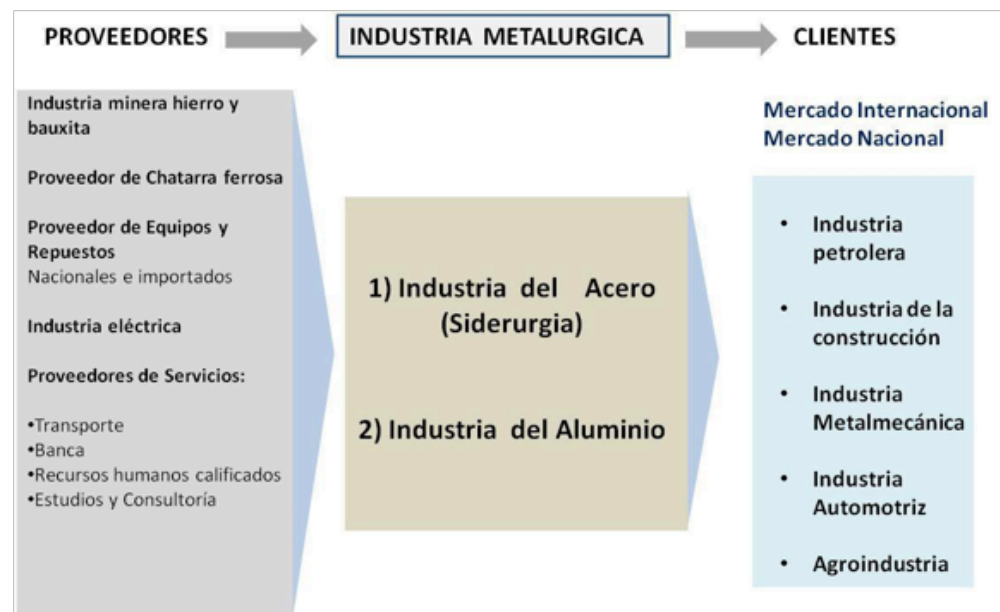 PROVEEDORES
INDUSTRIA METALURGICA
CLIENTES
Industria minera hierro y
bauxita
Proveedor de Chatarra ferrosa
Proveedor de Equipos y
Repuestos
Nacionales e importados
Industria eléctrica
Proveedores de Servicios:
•Transporte
•Banca
•Recursos humanos calificados
•Estudios y Consultoría
1) Industria del Acero
(Siderurgia)
2) Industria del Aluminio
Mercado Internacional
Mercado Nacional
• Industria
petrolera
• Industria de la
construcción
• Industria
Metalmecánica
• Industria
Automotriz
• Agroindustria